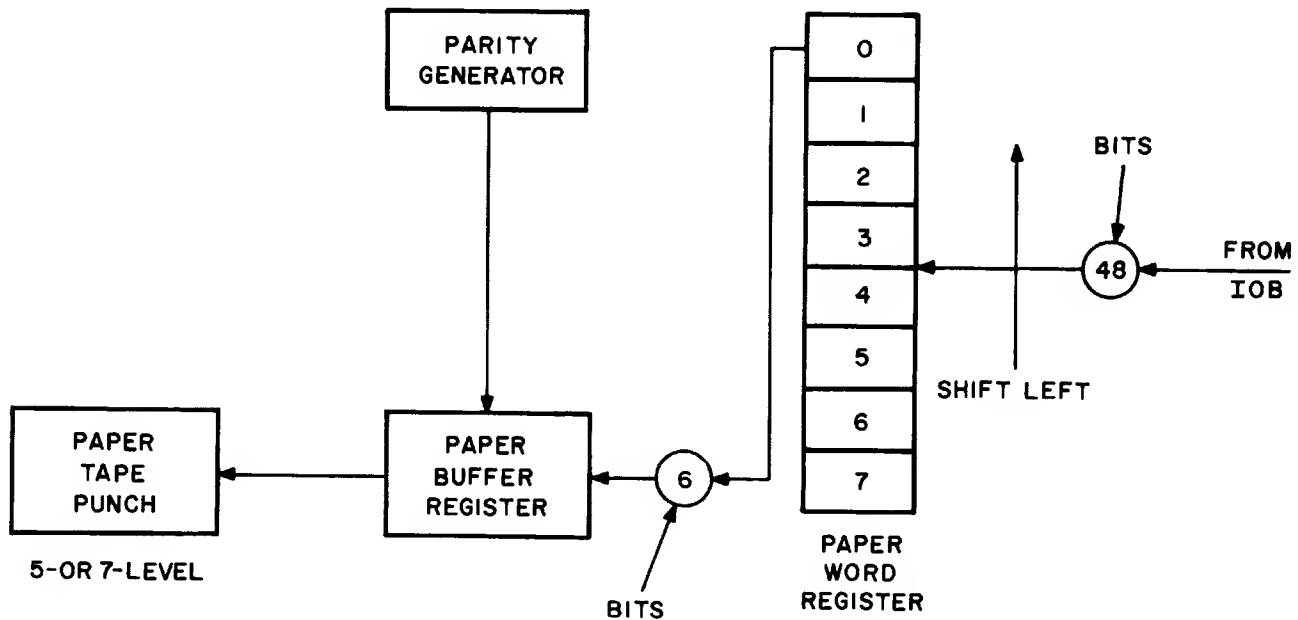 PARITY
GENERATOR
0
1
2
3
4
5
6
7
BITS
48
FROM
IOB
SHIFT LEFT
PAPER
TAPE
PUNCH
PAPER
BUFFER
REGISTER
6
5-OR 7-LEVEL
BITS
PAPER
WORD
REGISTER